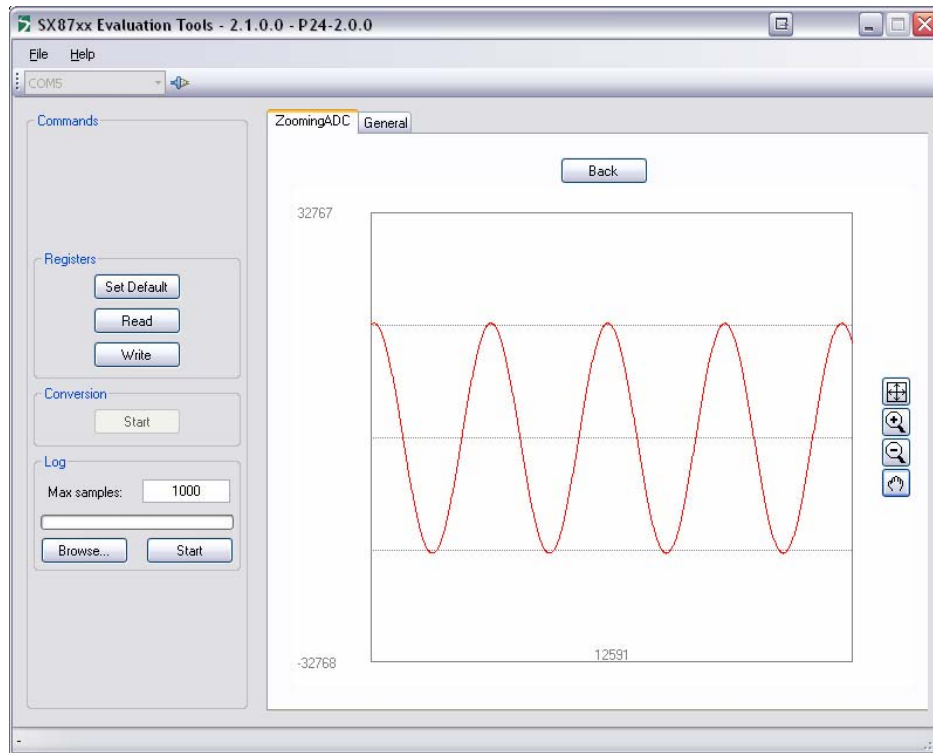 SX87xx Evaluation Tools - 2.1.0.0 - P24-2.0.0
File Help
COM5
Commands
Registers
Set Default
Read
Write
Conversion
Start
Log
Max samples: 1000
Browse... Start
ZoomingADC General
Back
32767
-32768
12591
-